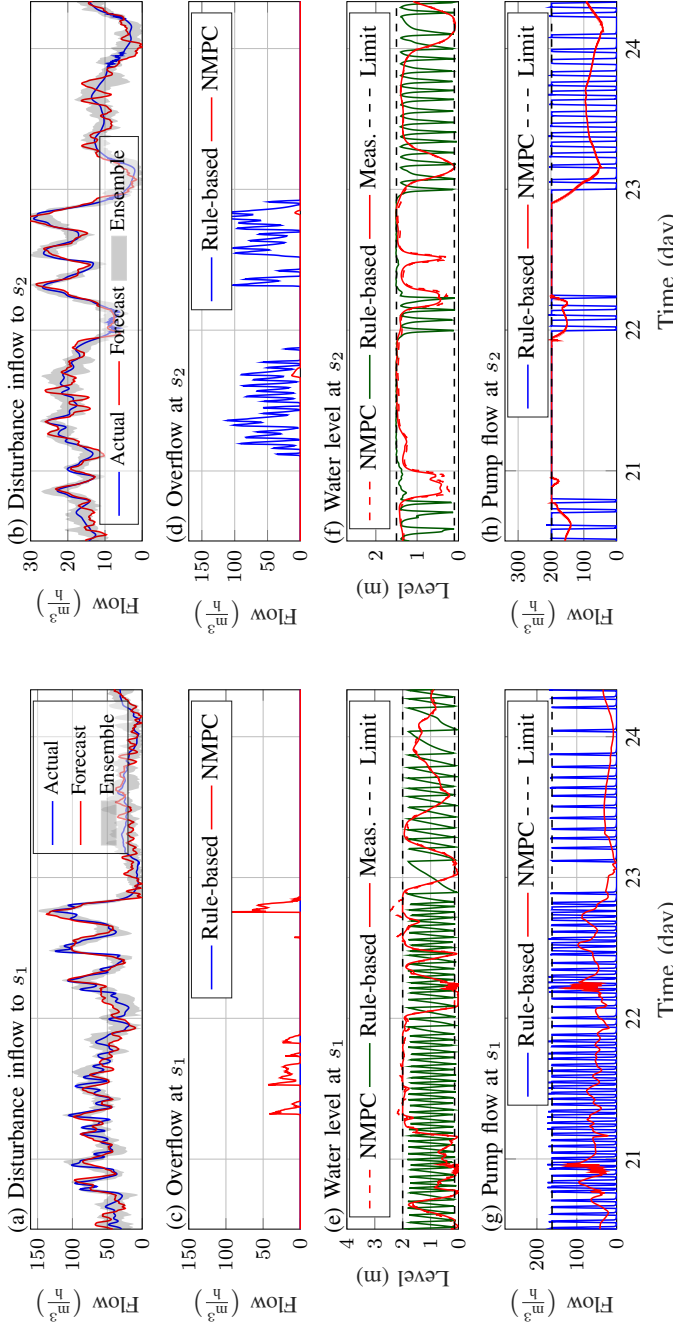 (a) Disturbance inflow to s1
150
100
50
0
Flow (m3/h)
Actual
Forecast
Ensemble
(b) Disturbance inflow to s2
30
20
10
0
Flow (m3/h)
Actual Forecast Ensemble
(c) Overflow at s1
150
100
50
0
Flow (m3/h)
Rule-based NMPC
(d) Overflow at s2
150
100
50
0
Flow (m3/h)
Rule-based NMPC
(e) Water level at s1
4
3
2
1
0
Level (m)
NMPC Rule-based Meas. Limit
(f) Water level at s2
2
1
0
Level (m)
NMPC Rule-based Meas. Limit
(g) Pump flow at s1
200
100
0
Flow (m3/h)
Rule-based NMPC Limit
21 22 23 24
Time (day)
(h) Pump flow at s2
300
200
100
0
Flow (m3/h)
Rule-based NMPC Limit
21 22 23 24
Time (day)